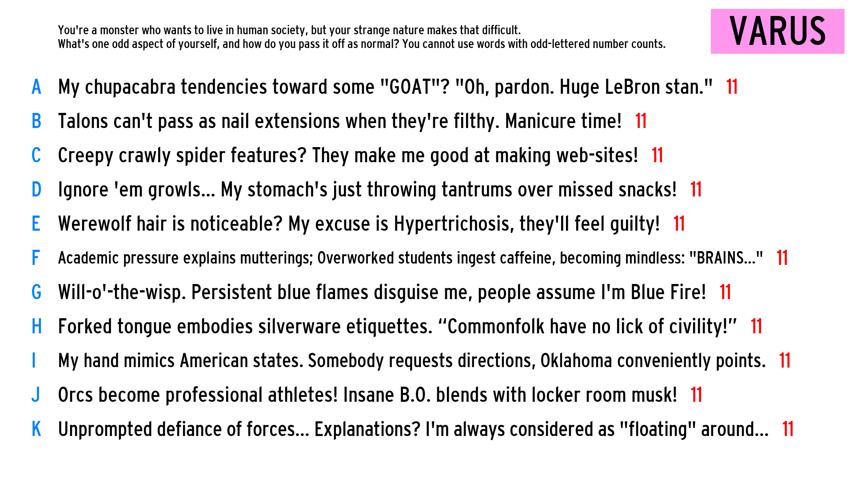 You're a monster who wants to live in human society, but your strange nature makes that difficult.
What's one odd aspect of yourself, and how do you pass it off as normal? You cannot use words with odd-lettered number counts.
VARUS
A My chupacabra tendencies toward some "GOAT"? "Oh, pardon. Huge LeBron stan." 11
B Talons can't pass as nail extensions when they're filthy. Manicure time! 11
C Creepy crawly spider features? They make me good at making web-sites! 11
D Ignore 'em growls... My stomach's just throwing tantrums over missed snacks! 11
E Werewolf hair is noticeable? My excuse is Hypertrichosis, they'll feel guilty! 11
F Academic pressure explains mutterings; Overworked students ingest caffeine, becoming mindless: "BRAINS..." 11
G Will-o'-the-wisp. Persistent blue flames disguise me, people assume I'm Blue Fire! 11
H Forked tongue embodies silverware etiquettes. “Commonfolk have no lick of civility!” 11
I My hand mimics American states. Somebody requests directions, Oklahoma conveniently points. 11
J Orcs become professional athletes! Insane B.O. blends with locker room musk! 11
K Unprompted defiance of forces... Explanations? I'm always considered as "floating" around... 11